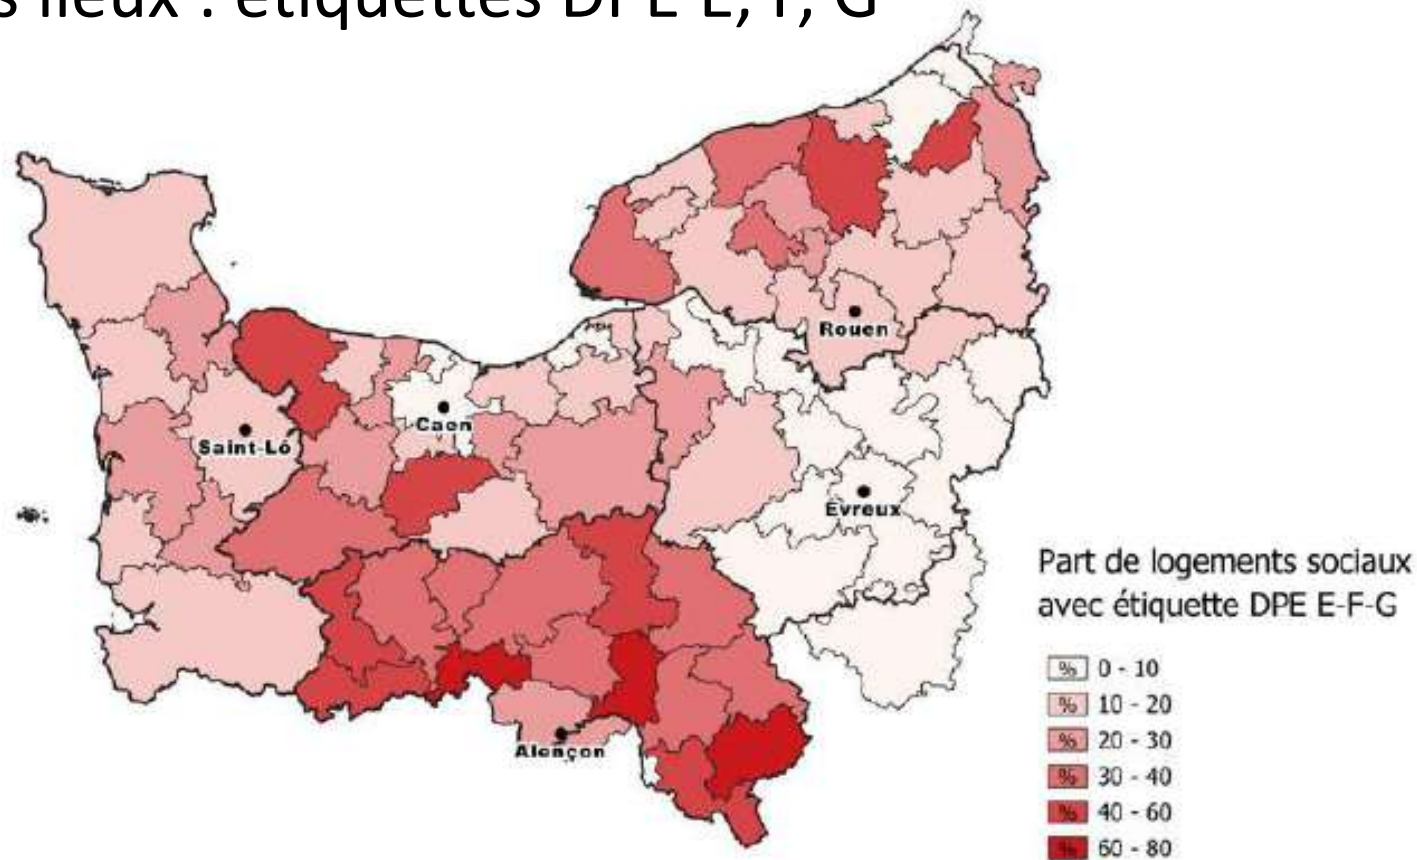 s lieux : étiquettes DPE E, F, G
Rouen
Caen
Saint-Lô
Évreux
Alençon
Part de logements sociaux
avec étiquette DPE E-F-G
% 0 - 10
% 10 - 20
% 20 - 30
% 30 - 40
% 40 - 60
% 60 - 80